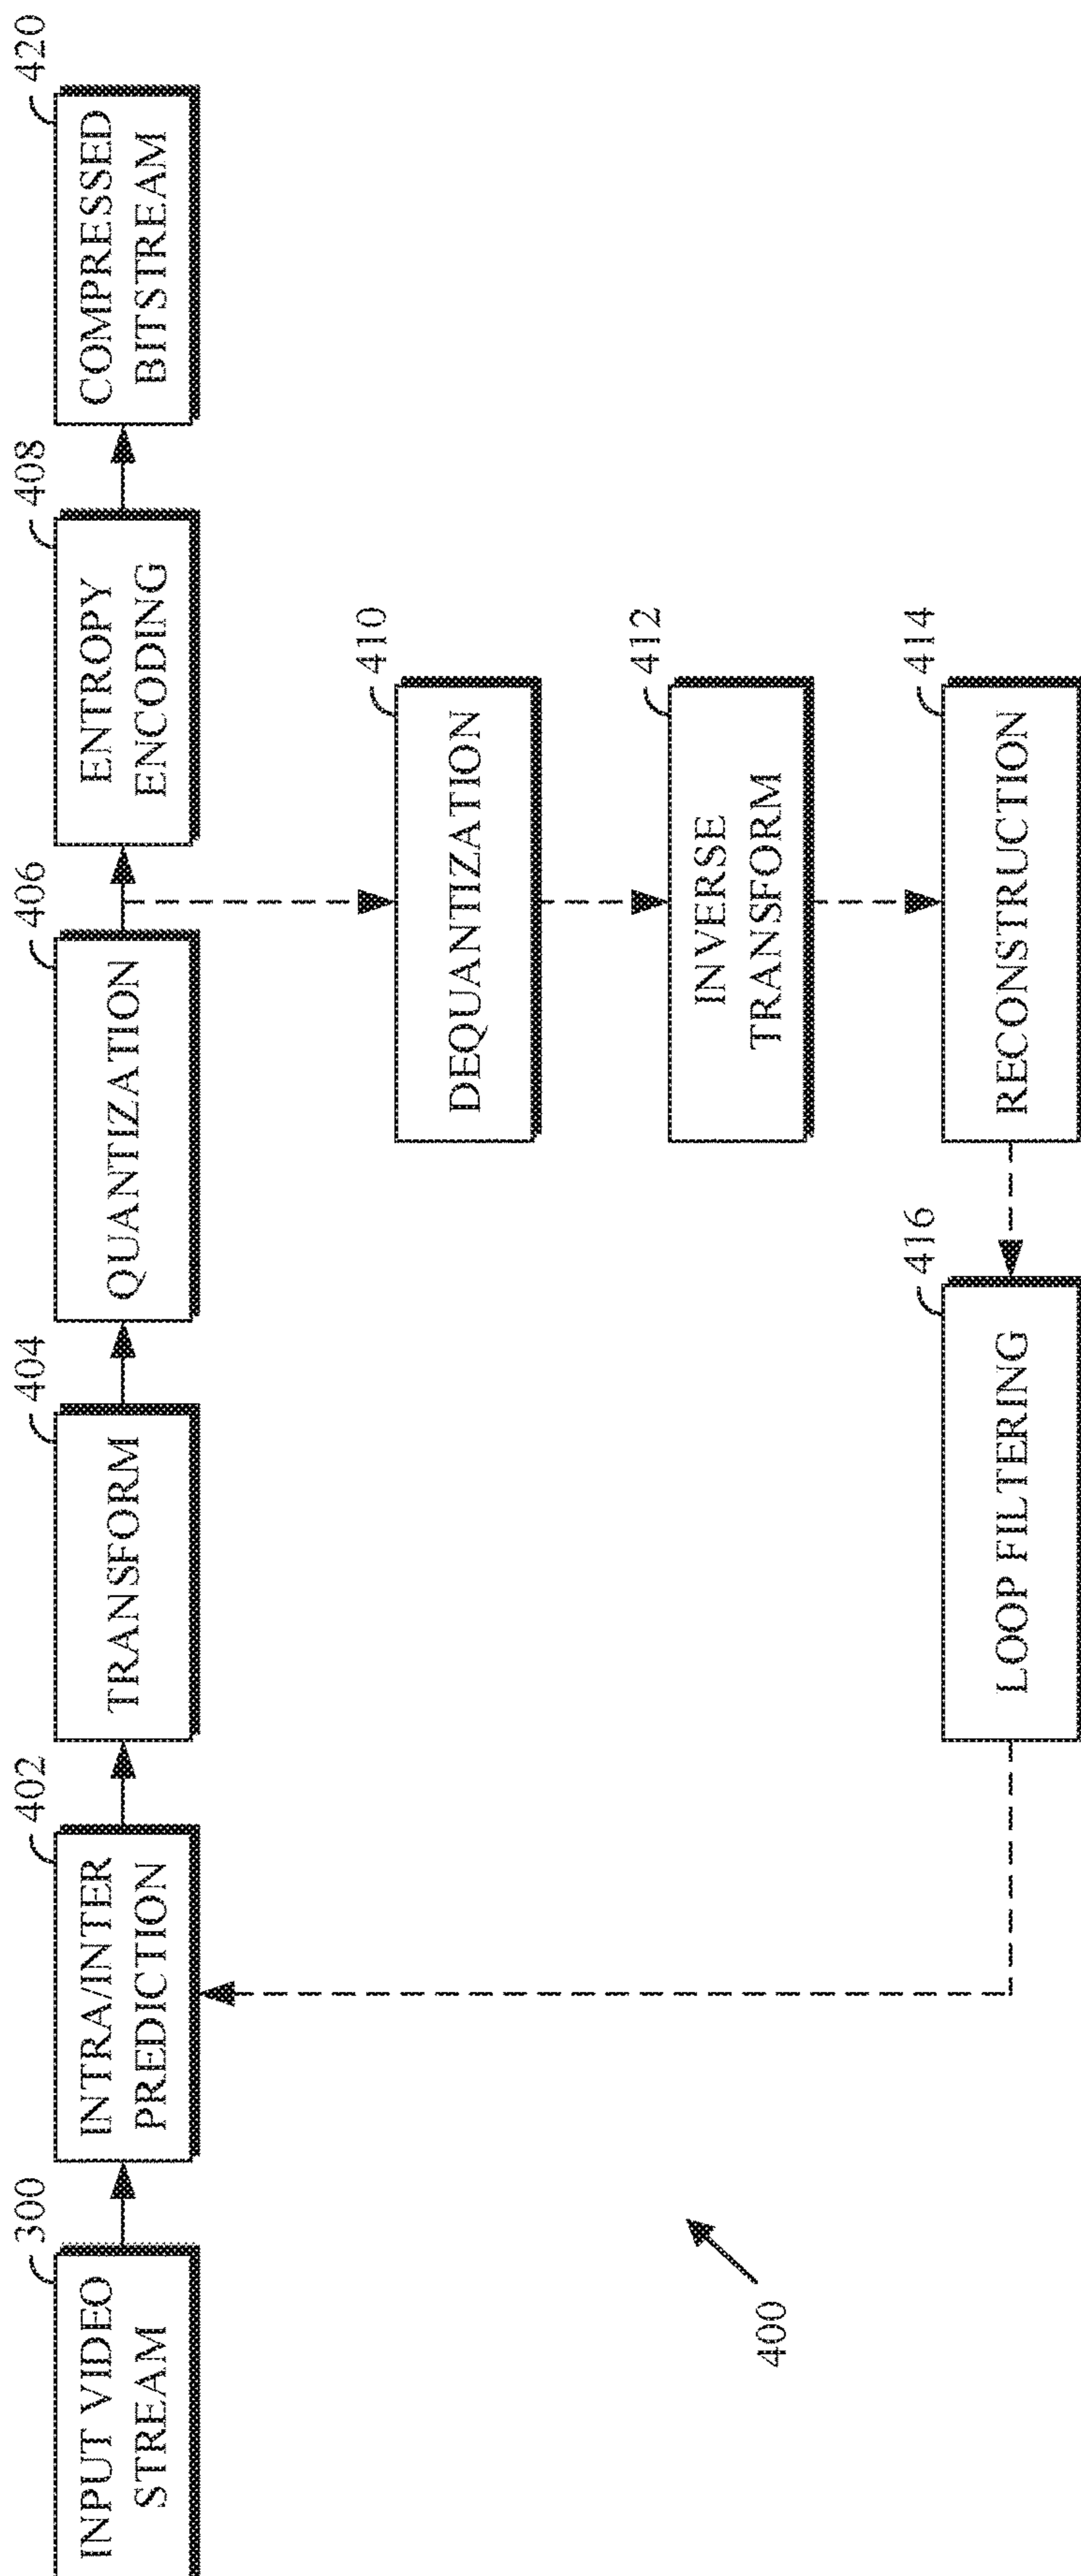 300
INPUT VIDEO
STREAM
402
INTRA/INTER
PREDICTION
404
TRANSFORM
406
QUANTIZATION
408
ENTROPY
ENCODING
420
COMPRESSED
BITSTREAM
410
DEQUANTIZATION
412
INVERSE
TRANSFORM
414
RECONSTRUCTION
416
LOOP FILTERING
400